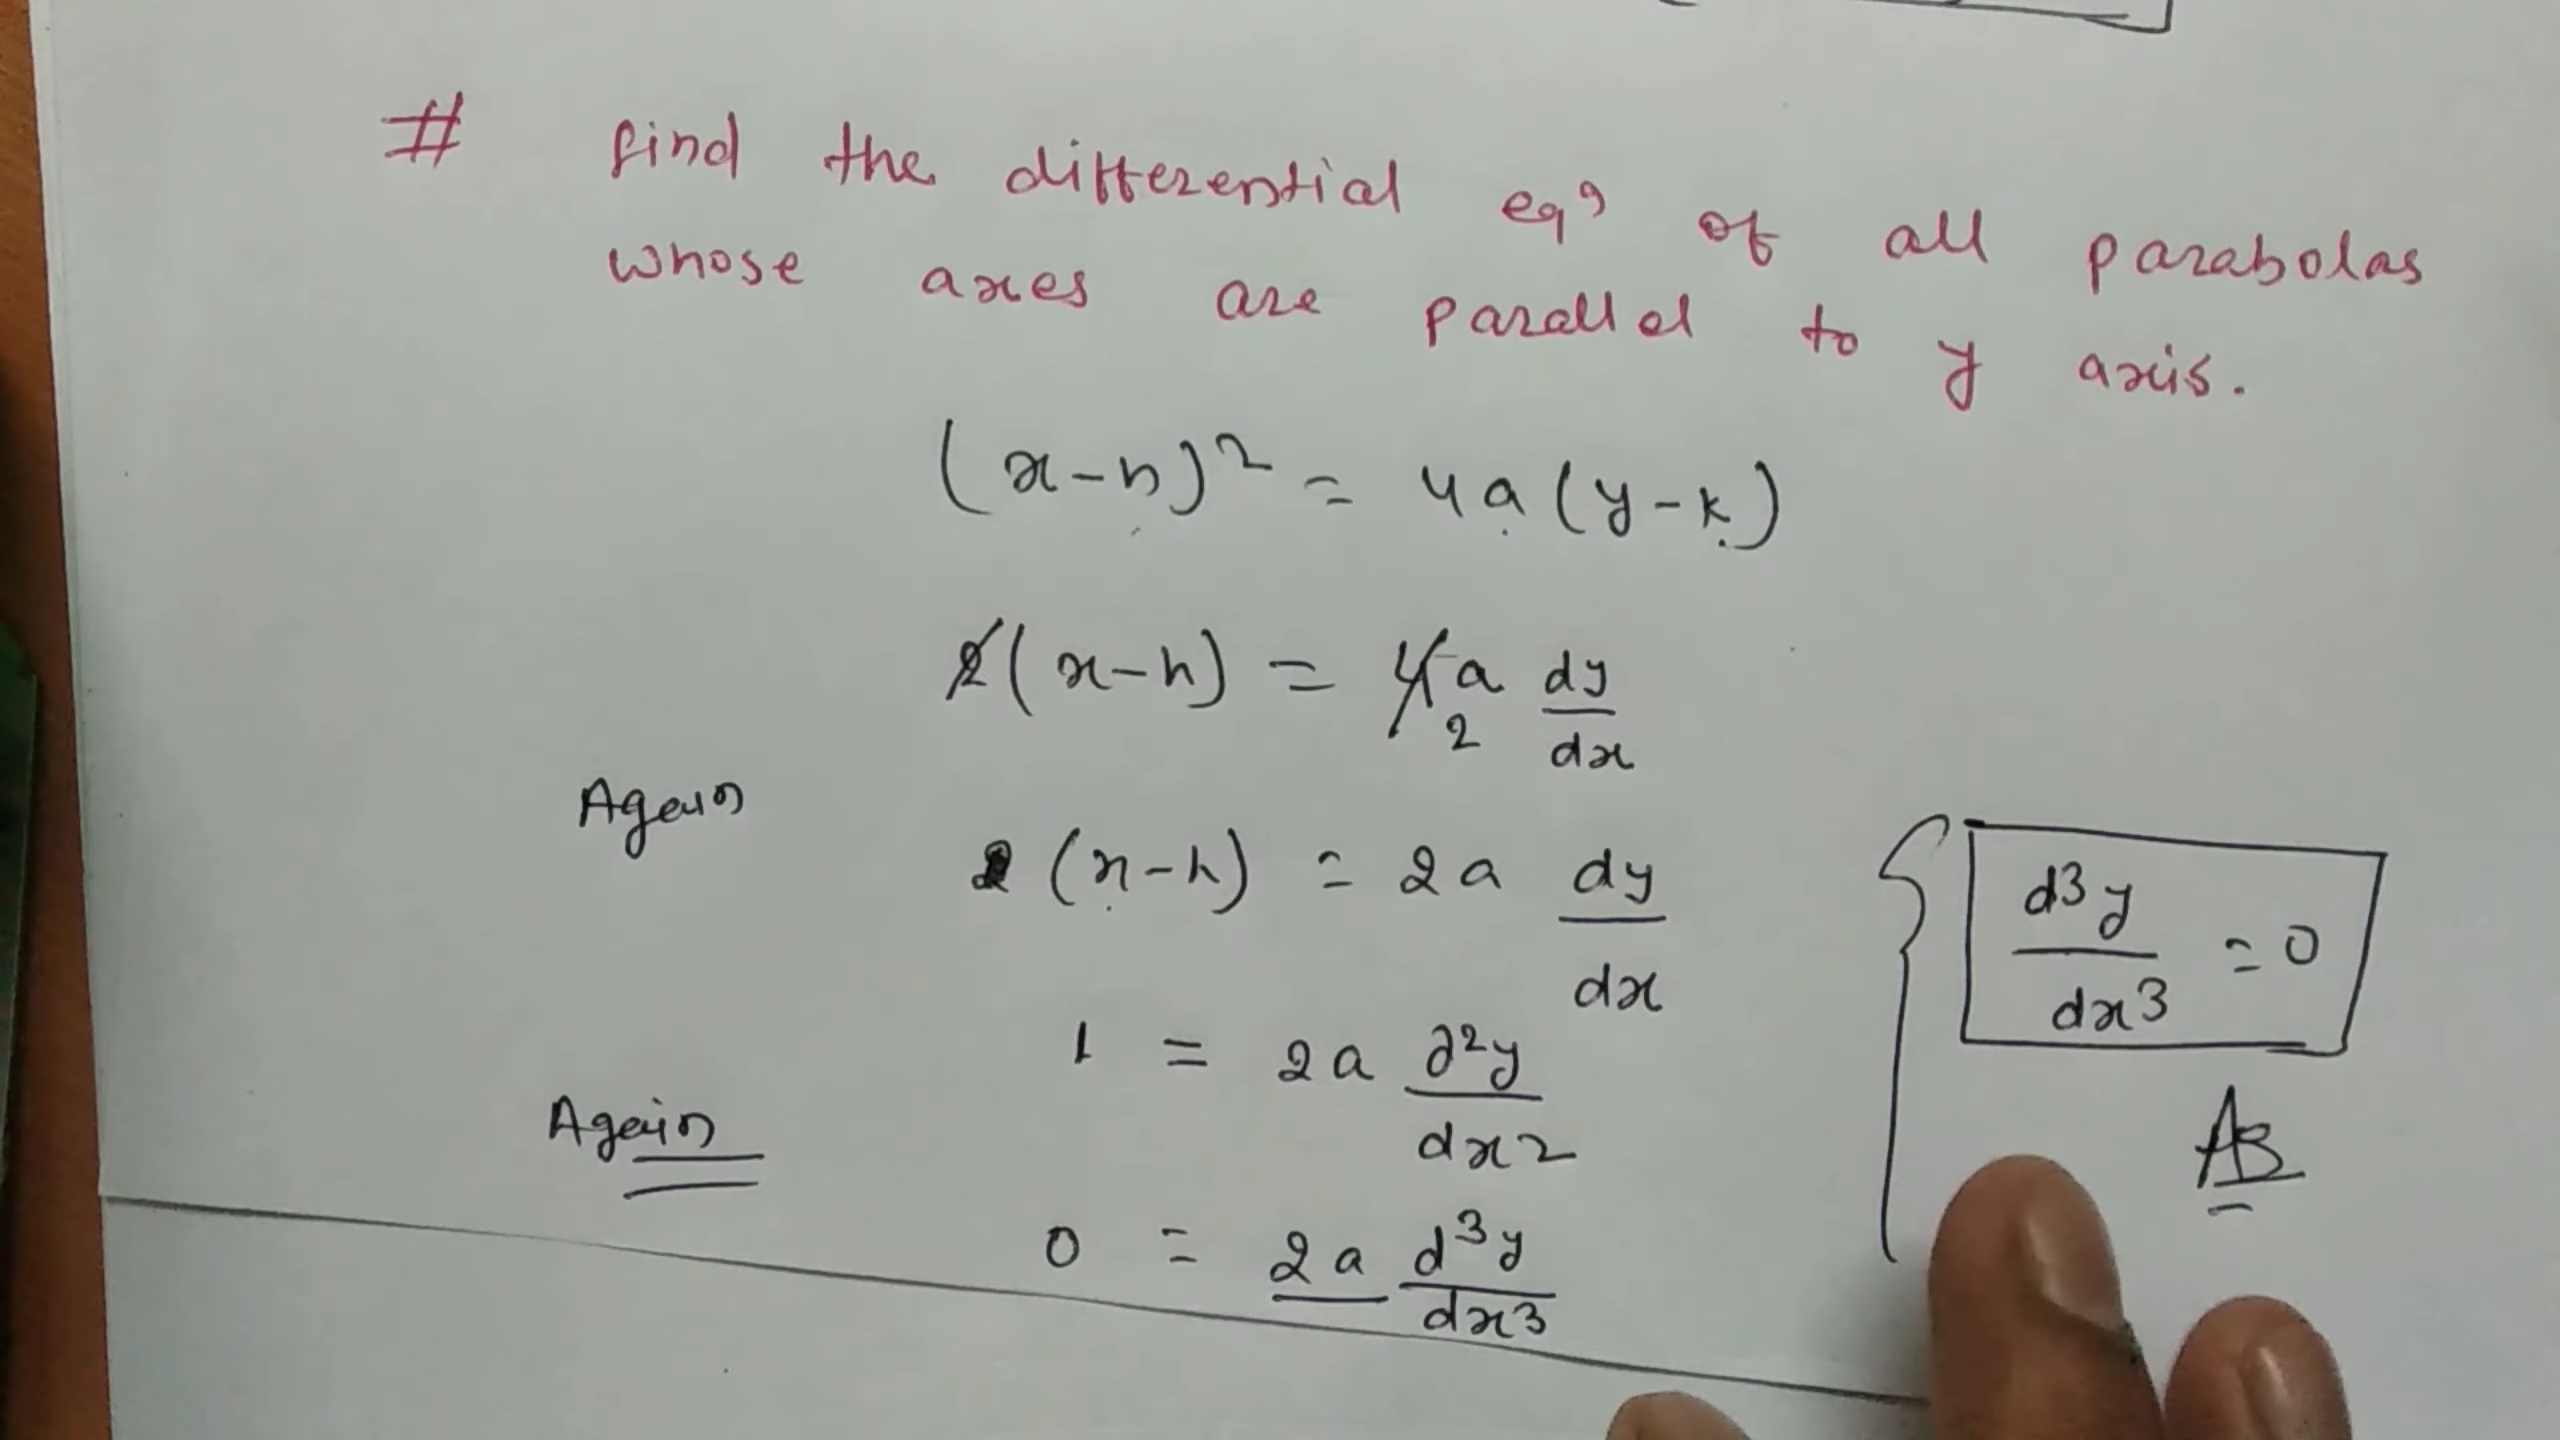 # find the differential eqn of all parabolas
whose axes are parallel to y axis.
(x-h)² = 4a(y-k)
2(x-h) = 4a dy/dx
2
Again
(x-h) = 2a dy/dx
1 = 2a d²y/dx²
Again
0 = 2a d³y/dx³
d³y/dx³ = 0